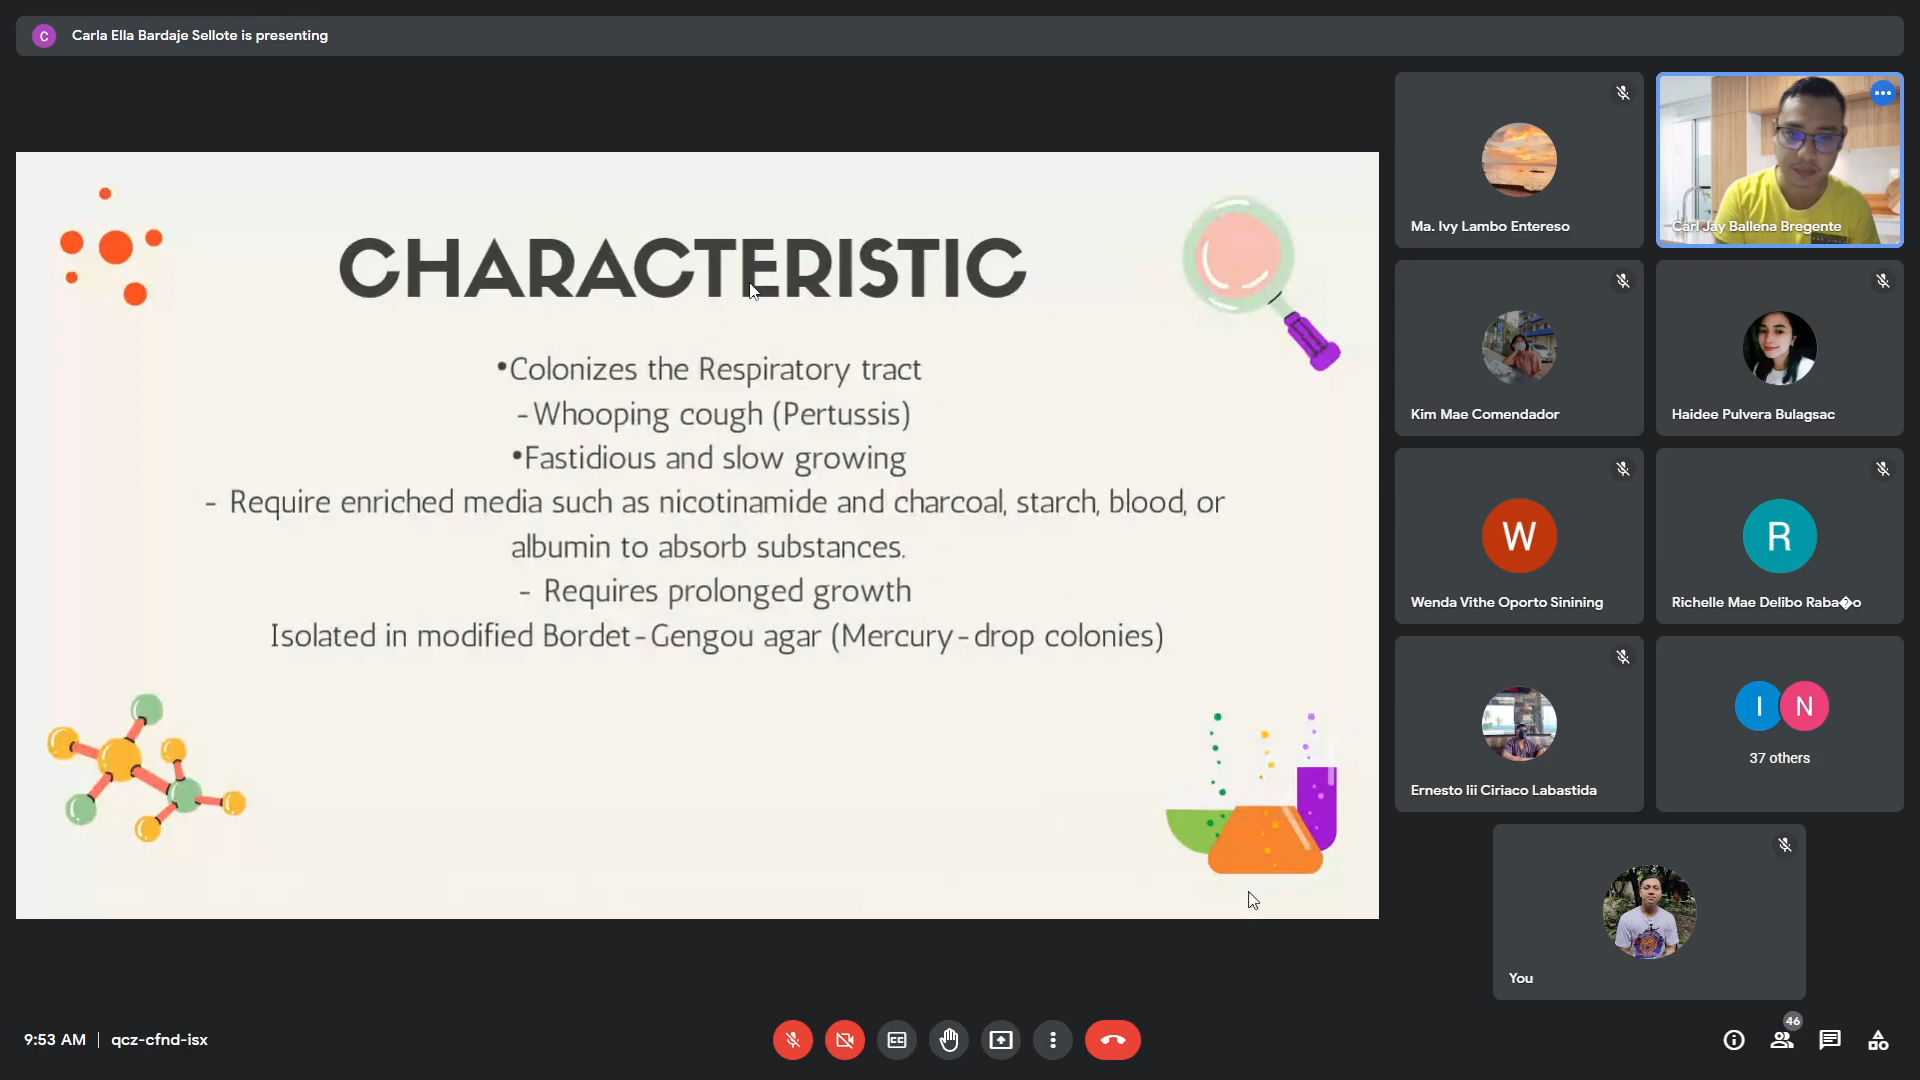 C
Carla Ella Bardaje Sellote is presenting
CHARACTERISTIC
•Colonizes the Respiratory tract
-Whooping cough (Pertussis)
•Fastidious and slow growing
- Require enriched media such as nicotinamide and charcoal, starch, blood, or
albumin to absorb substances.
- Requires prolonged growth
Isolated in modified Bordet-Gengou agar (Mercury-drop colonies)
Ma. Ivy Lambo Entereso
Carl Jay Ballena Bregente
Kim Mae Comendador
Haidee Pulvera Bulagsac
W
Wenda Vithe Oporto Sinining
R
Richelle Mae Delibo Raba�o
Ernesto Iii Ciriaco Labastida
I N
37 others
You
9:53 AM | qcz-cfnd-isx
46